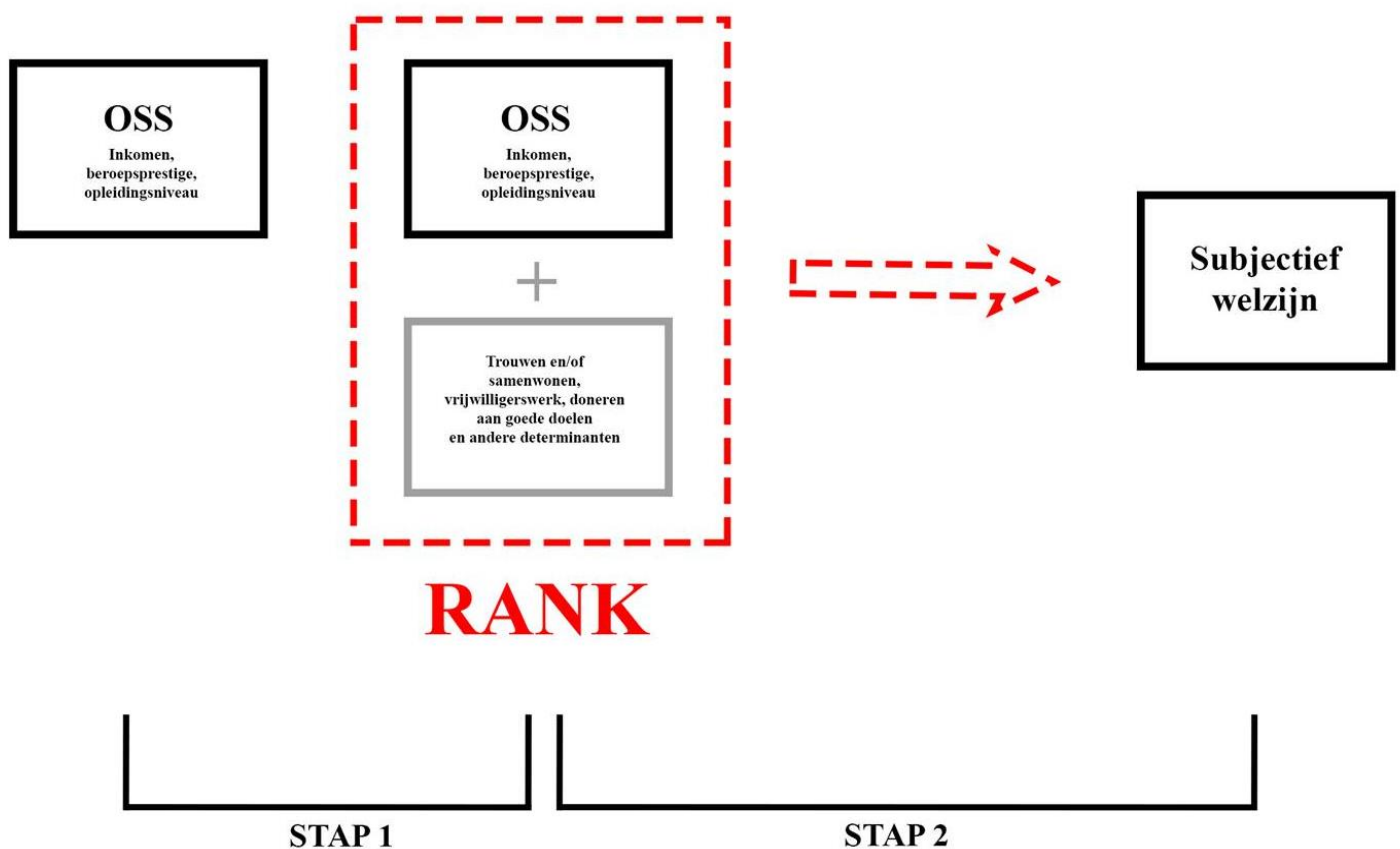 OSS
Inkomen,
beroepsprestige,
opleidingsniveau
OSS
Inkomen,
beroepsprestige,
opleidingsniveau
+
Trouwen en/of
samenwonen,
vrijwilligerswerk, doneren
aan goede doelen
en andere determinanten
RANK
Subjectief
welzijn
STAP 1
STAP 2